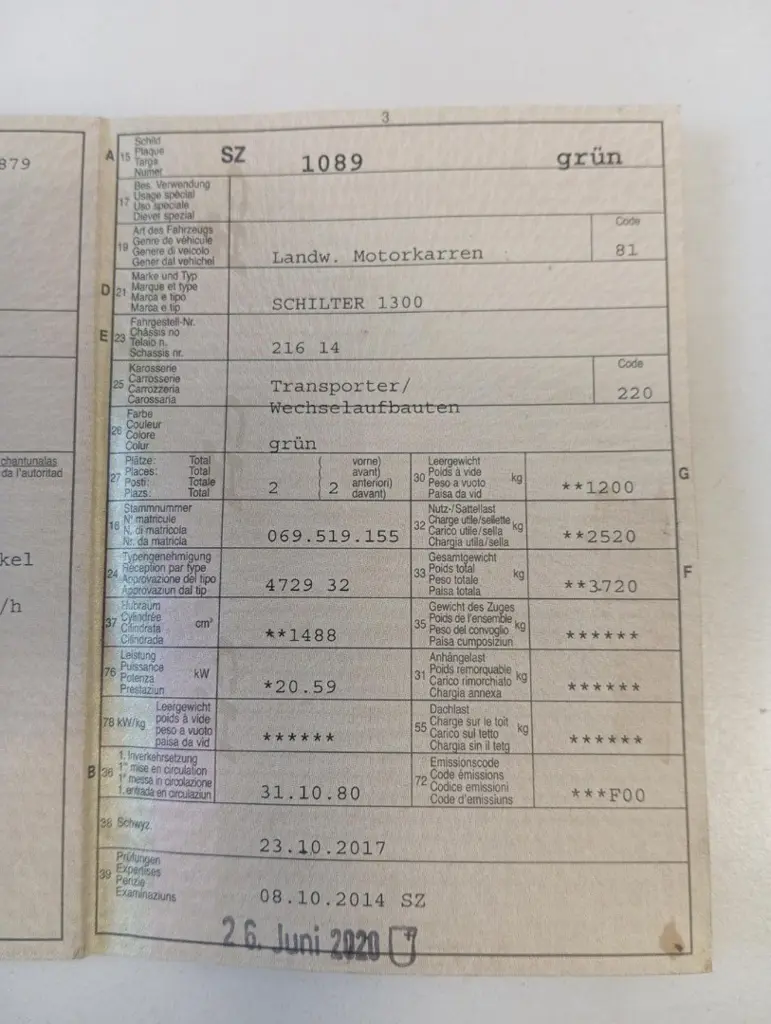 3
A 15 Schild
Plaque
Targa
Numer
SZ 1089 grün
17 Bes. Verwendung
Usage spécial
Uso speciale
Diever spezial
19 Art des Fahrzeugs
Genre de véhicule
Genere di veicolo
Gener dal vehichel
Landw. Motorkarren
Code
81
D 21 Marke und Typ
Marque et type
Marca e tipo
Marca e tip
SCHILTER 1300
E 23 Fahrgestell-Nr.
Châssis no
Telaio n.
Schassis nr.
216 14
25 Karosserie
Carrosserie
Carrozzeria
Carossaria
Transporter/
Wechselaufbauten
Code
220
26 Farbe
Couleur
Colore
Colur
grün
27 Plätze: Total
Places: Total
Posti: Totale
Plazs: Total
2
( vorne)
avant)
anteriori)
( 2 davant)
G
30 Leergewicht
Poids à vide
Peso a vuoto
Paisa da vid
kg
**1200
18 Stammnummer
N° matricule
N. di matricola
Nr. da matricla
069.519.155
32 Nutz-/Sattellast
Charge utile/sellette
Carico utile/sella
Chargia utila/sella
kg
**2520
24 Typengenehmigung
Réception par type
Approvazione del tipo
Approvaziun dal tip
4729 32
F
33 Gesamtgewicht
Poids total
Peso totale
Paisa totala
kg
**3720
37 Hubraum
Cylindrée
Cilindrata
Cilindrada
cm³
**1488
35 Gewicht des Zuges
Poids de l'ensemble
Peso del convoglio
Paisa cumposiziun
kg
******
76 Leistung
Puissance
Potenza
Prestaziun
kW
*20.59
31 Anhängelast
Poids remorquable
Carico rimorchiato
Chargia annexa
kg
******
78 kW/kg
Leergewicht
poids à vide
peso a vuoto
paisa da vid
******
55 Dachlast
Charge sur le toit
Carico sul tetto
Chargia sin il tetg
kg
******
B 36 1. Inverkehrsetzung
1re mise en circulation
1a messa in circolazione
1. entrada en circulaziun
31.10.80
72 Emissionscode
Code émissions
Codice emissioni
Code d'emissiuns
***F00
38 Schwyz,
23.10.2017
39 Prüfungen
Expertises
Perizie
Examinaziuns
08.10.2014 SZ
26. Juni 2020 7
879
chantunalas
da l'autoritad
kel
/h